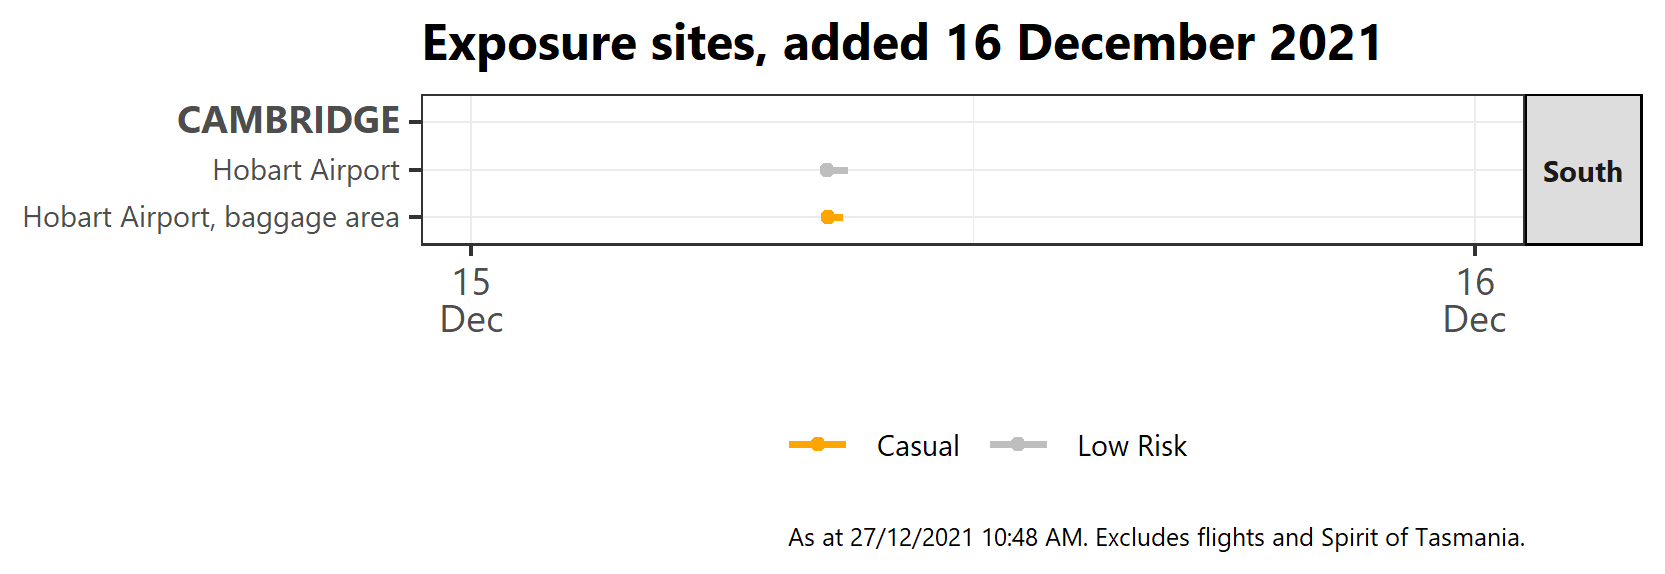 Exposure sites, added 16 December 2021
CAMBRIDGE
Hobart Airport
Hobart Airport, baggage area
South
15
Dec
16
Dec
Casual
Low Risk
As at 27/12/2021 10:48 AM. Excludes flights and Spirit of Tasmania.